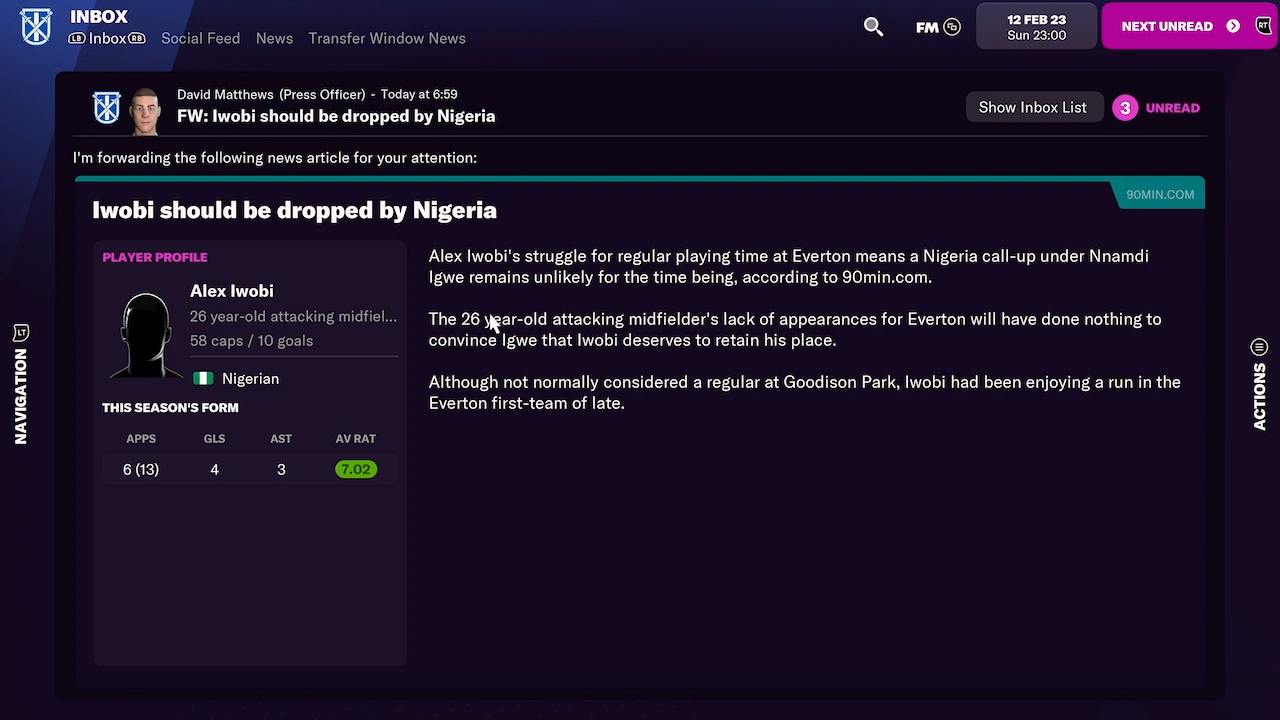 INBOX
LB Inbox RB Social Feed News Transfer Window News
FM
12 FEB 23
Sun 23:00
NEXT UNREAD
RT
David Matthews (Press Officer) - Today at 6:59
FW: Iwobi should be dropped by Nigeria
Show Inbox List
3 UNREAD
I'm forwarding the following news article for your attention:
90MIN.COM
Iwobi should be dropped by Nigeria
PLAYER PROFILE
Alex Iwobi
26 year-old attacking midfiel...
58 caps / 10 goals
Nigerian
THIS SEASON'S FORM
APPS GLS AST AV RAT
6 (13) 4 3 7.02
Alex Iwobi's struggle for regular playing time at Everton means a Nigeria call-up under Nnamdi
Igwe remains unlikely for the time being, according to 90min.com.
The 26 year-old attacking midfielder's lack of appearances for Everton will have done nothing to
convince Igwe that Iwobi deserves to retain his place.
Although not normally considered a regular at Goodison Park, Iwobi had been enjoying a run in the
Everton first-team of late.
LT
NAVIGATION
ACTIONS